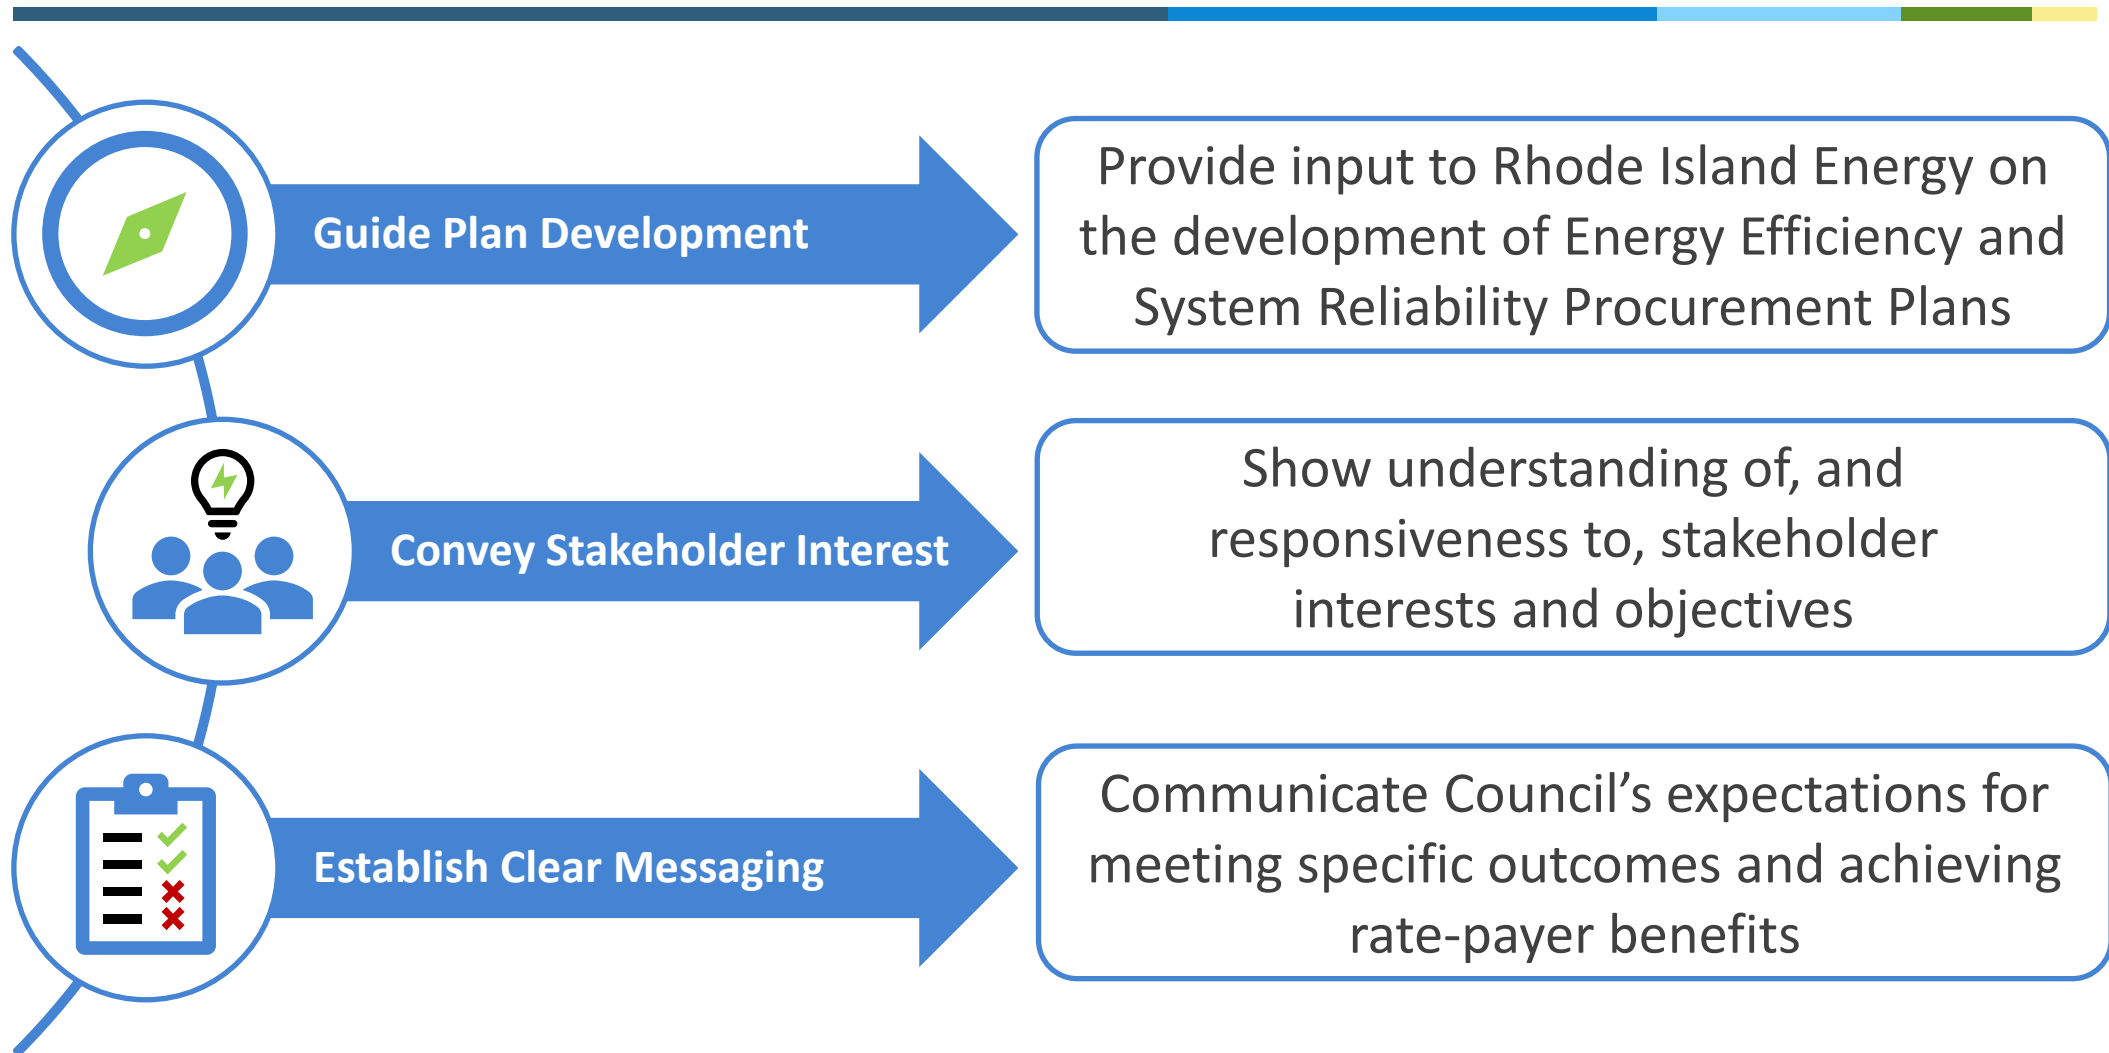 Guide Plan Development
Provide input to Rhode Island Energy on
the development of Energy Efficiency and
System Reliability Procurement Plans
Convey Stakeholder Interest
Show understanding of, and
responsiveness to, stakeholder
interests and objectives
Establish Clear Messaging
Communicate Council’s expectations for
meeting specific outcomes and achieving
rate-payer benefits